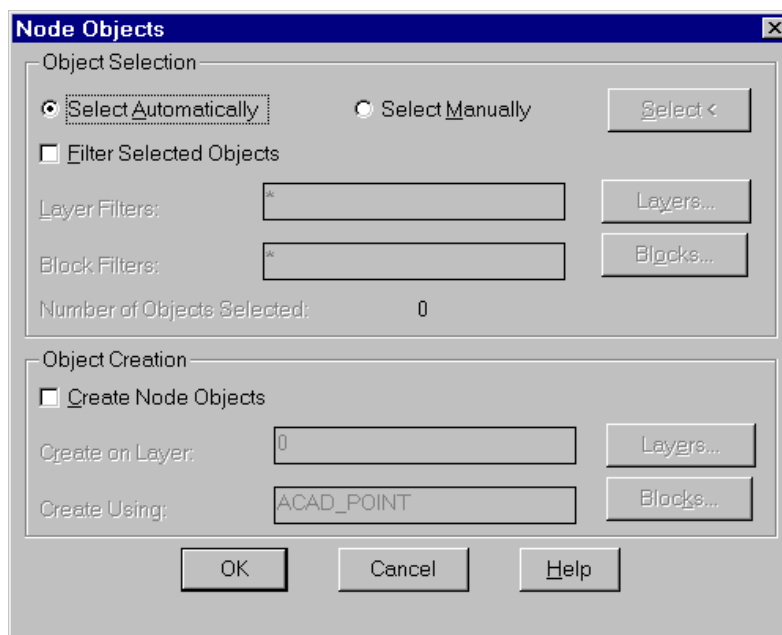 Node Objects
Object Selection
Select Automatically Select Manually Select <
Filter Selected Objects
Layer Filters: * Layers...
Block Filters: * Blocks...
Number of Objects Selected: 0
Object Creation
Create Node Objects
Create on Layer: 0 Layers...
Create Using: ACAD_POINT Blocks...
OK Cancel Help